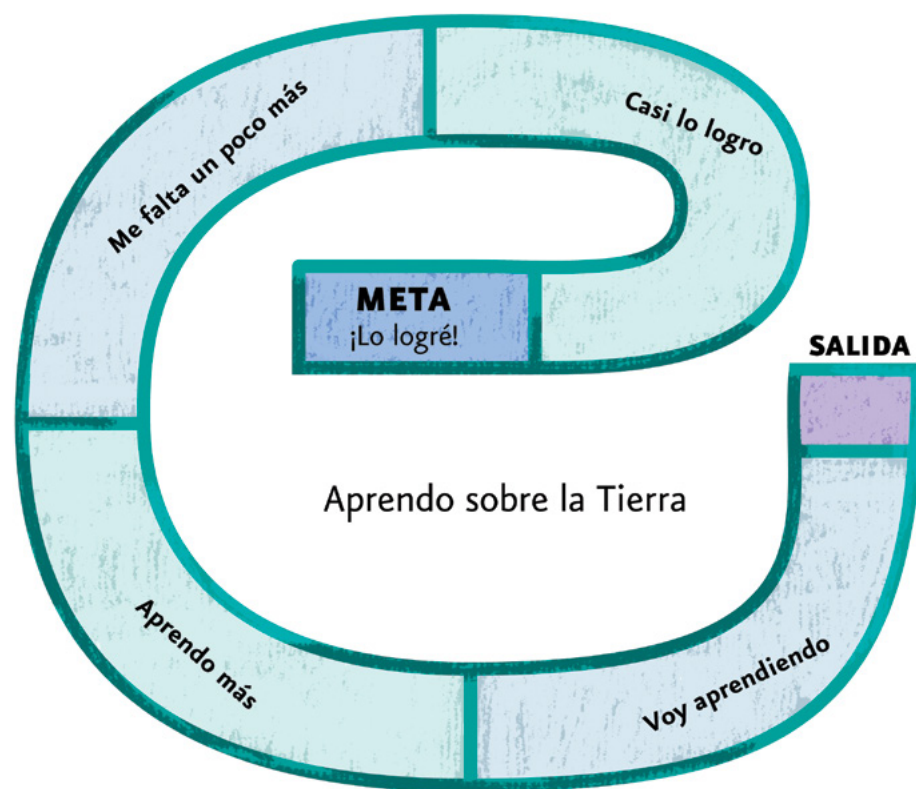 Me falta un poco más
Casi lo logro
META
¡Lo logré!
SALIDA
Aprendo sobre la Tierra
Aprendo más
Voy aprendiendo